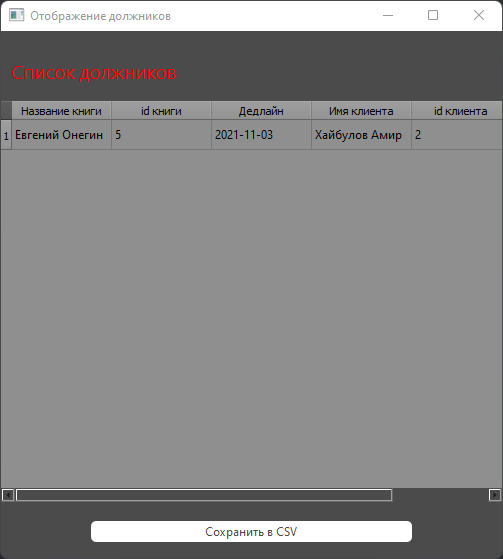 Отображение должников
Список должников
Название книги id книги Дедлайн Имя клиента id клиента
1 Евгений Онегин 5 2021-11-03 Хайбулов Амир 2
Сохранить в CSV